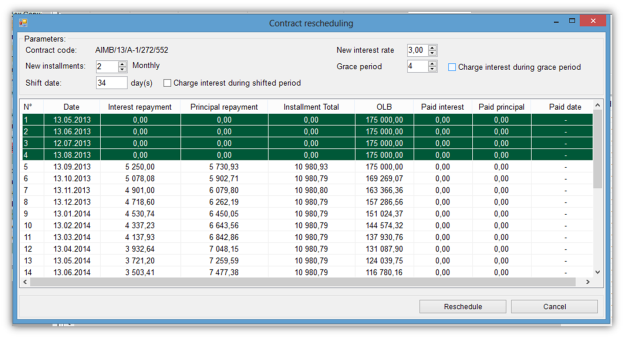 Contract rescheduling
Parameters:
Contract code: AIMB/13/A-1/272/552 New interest rate 3,00
New installments: 2 Monthly Grace period 4 Charge interest during grace period
Shift date: 34 day(s) Charge interest during shifted period
N° Date Interest repayment Principal repayment Installment Total OLB Paid interest Paid principal Paid date
1 13.05.2013 0,00 0,00 0,00 175 000,00 0,00 0,00 -
2 13.06.2013 0,00 0,00 0,00 175 000,00 0,00 0,00 -
3 12.07.2013 0,00 0,00 0,00 175 000,00 0,00 0,00 -
4 13.08.2013 0,00 0,00 0,00 175 000,00 0,00 0,00 -
5 13.09.2013 5 250,00 5 730,93 10 980,93 175 000,00 0,00 0,00 -
6 13.10.2013 5 078,08 5 902,71 10 980,79 169 269,07 0,00 0,00 -
7 13.11.2013 4 901,00 6 079,80 10 980,80 163 366,36 0,00 0,00 -
8 13.12.2013 4 718,60 6 262,19 10 980,79 157 286,56 0,00 0,00 -
9 13.01.2014 4 530,74 6 450,05 10 980,79 151 024,37 0,00 0,00 -
10 13.02.2014 4 337,23 6 643,56 10 980,79 144 574,32 0,00 0,00 -
11 13.03.2014 4 137,93 6 842,86 10 980,79 137 930,76 0,00 0,00 -
12 13.04.2014 3 932,64 7 048,15 10 980,79 131 087,90 0,00 0,00 -
13 13.05.2014 3 721,20 7 259,59 10 980,79 124 039,75 0,00 0,00 -
14 13.06.2014 3 503,41 7 477,38 10 980,79 116 780,16 0,00 0,00 -
Reschedule Cancel